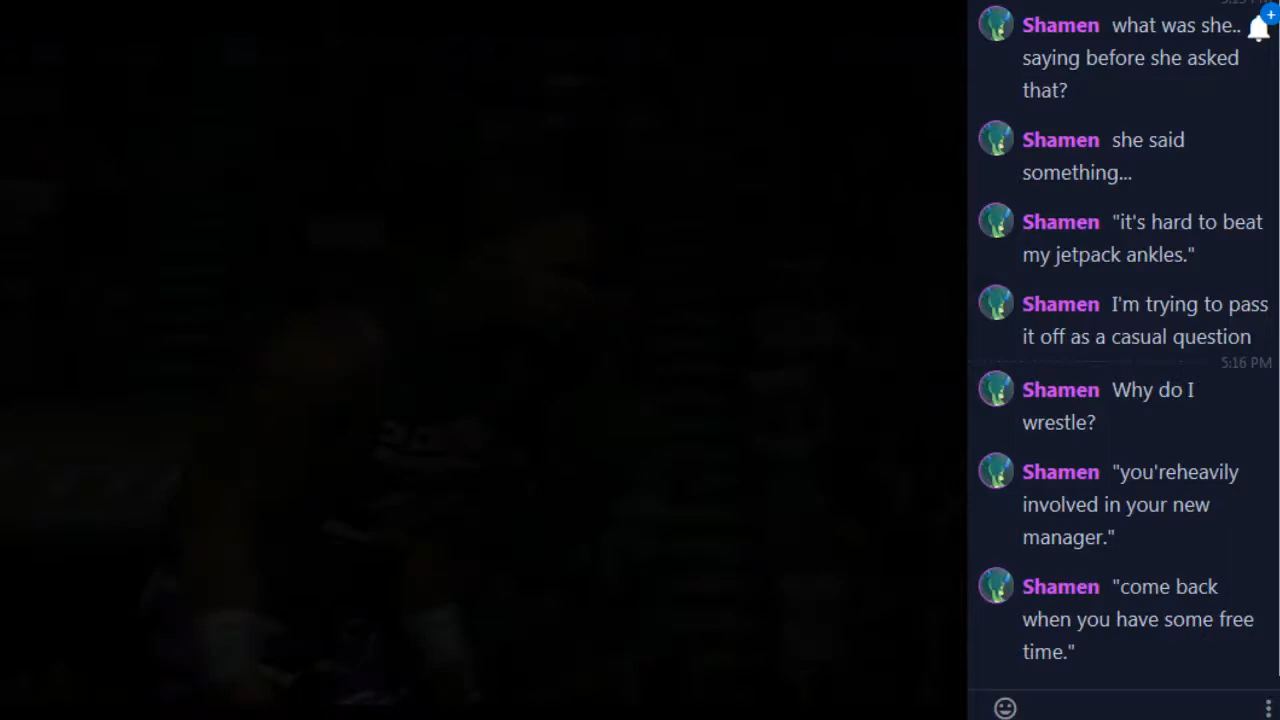 Shamen what was she..
saying before she asked
that?
Shamen she said
something...
Shamen "it's hard to beat
my jetpack ankles."
Shamen I'm trying to pass
it off as a casual question
5:16 PM
Shamen Why do I
wrestle?
Shamen "you'reheavily
involved in your new
manager."
Shamen "come back
when you have some free
time."